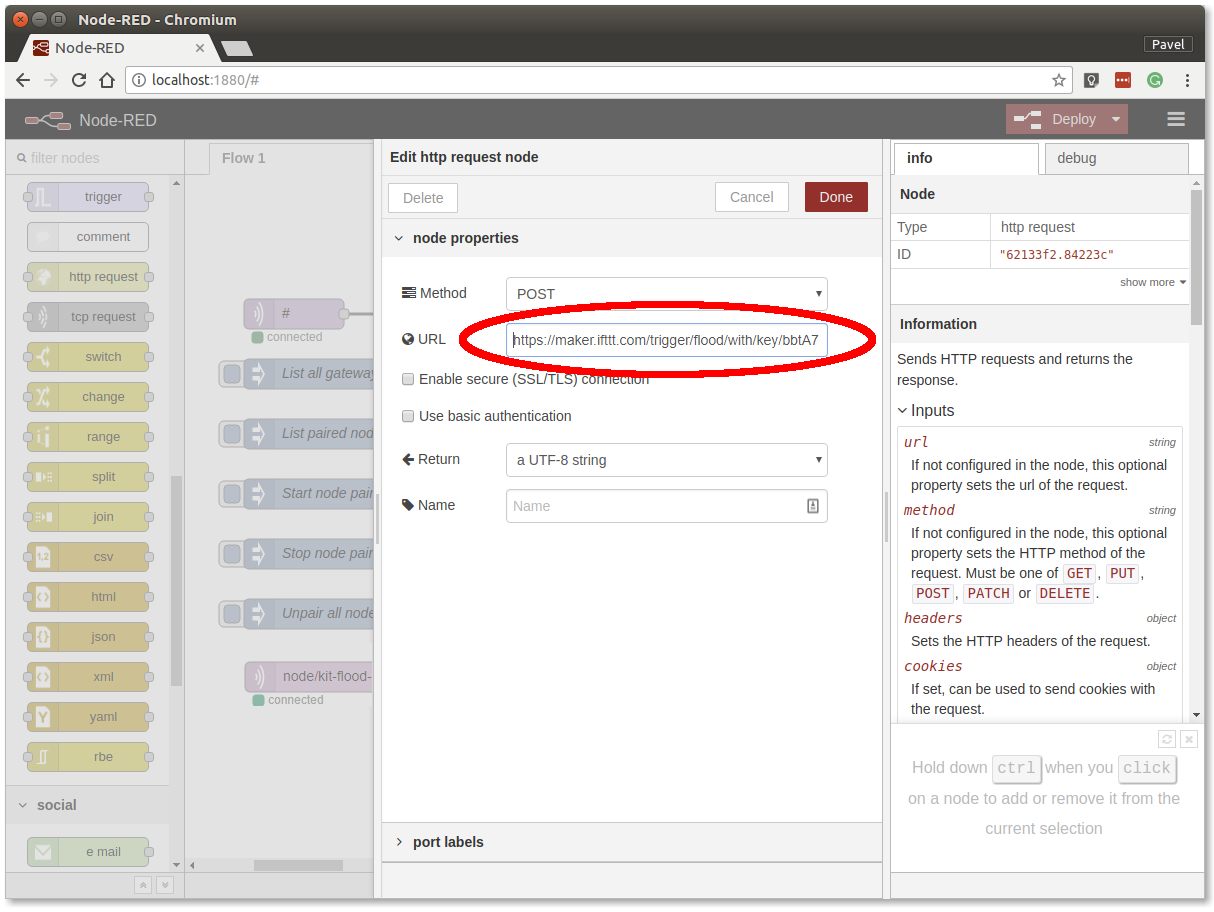 Node-RED - Chromium
Node-RED
Pavel
localhost:1880/#
Node-RED
Deploy
filter nodes
trigger
comment
http request
tcp request
switch
change
range
split
join
csv
html
json
xml
yaml
rbe
social
e mail
Flow 1
#
connected
List all gateway
List paired nod
Start node pair
Stop node pair
Unpair all node
node/kit-flood-
connected
Edit http request node
Delete
Cancel
Done
node properties
Method
POST
URL
https://maker.ifttt.com/trigger/flood/with/key/bbtA7
Enable secure (SSL/TLS) connection
Use basic authentication
Return
a UTF-8 string
Name
Name
port labels
info
debug
Node
Type http request
ID "62133f2.84223c"
show more
Information
Sends HTTP requests and returns the
response.
Inputs
url string
If not configured in the node, this optional
property sets the url of the request.
method string
If not configured in the node, this optional
property sets the HTTP method of the
request. Must be one of GET, PUT,
POST, PATCH or DELETE.
headers object
Sets the HTTP headers of the request.
cookies object
If set, can be used to send cookies with
the request.
Hold down ctrl when you click
on a node to add or remove it from the
current selection